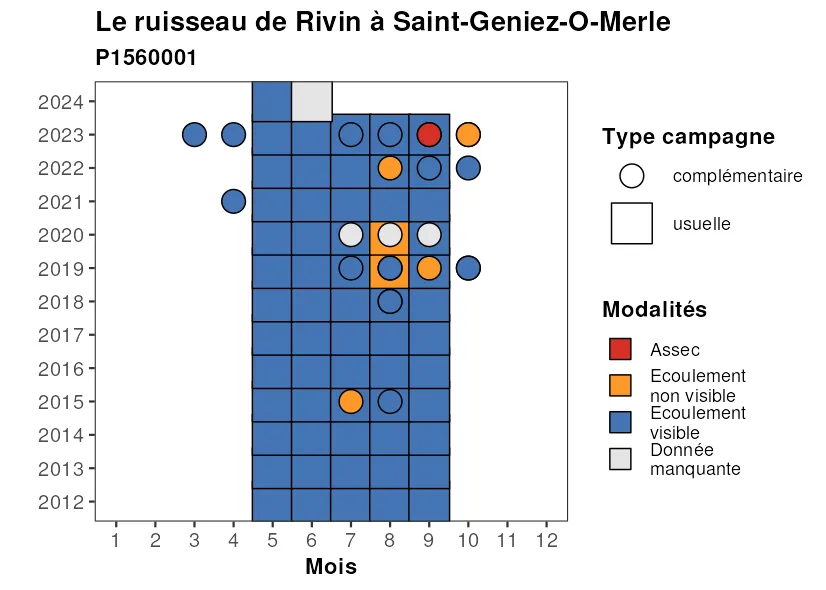 Le ruisseau de Rivin à Saint-Geniez-O-Merle
P1560001
2024
2023
2022
2021
2020
2019
2018
2017
2016
2015
2014
2013
2012
1 2 3 4 5 6 7 8 9 10 11 12
Mois
Type campagne
complémentaire
usuelle
Modalités
Assec
Ecoulement
non visible
Ecoulement
visible
Donnée
manquante